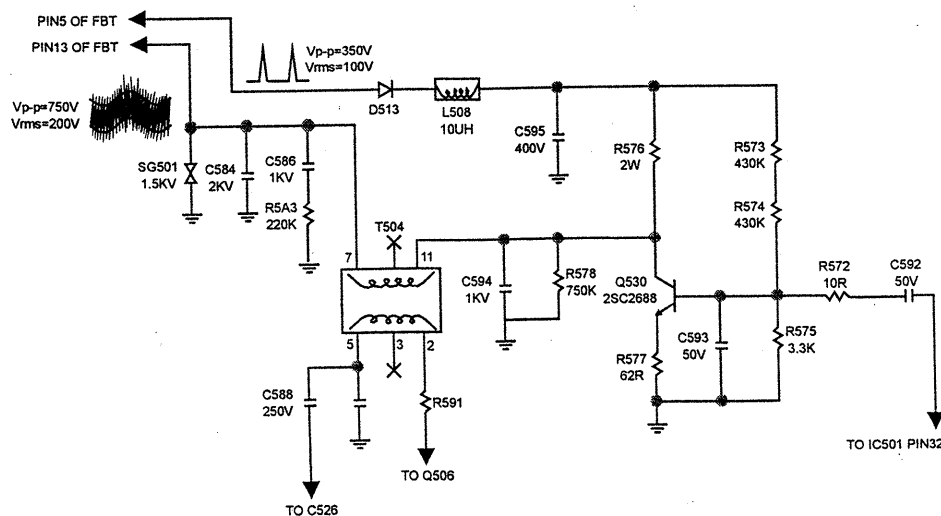 PIN5 OF FBT
PIN13 OF FBT
Vp-p=350V
Vrms=100V
Vp-p=750V
Vrms=200V
D513
L508
10UH
C595
400V
R576
2W
R573
430K
R574
430K
SG501
1.5KV
C584
2KV
C586
1KV
R5A3
220K
T504
7
11
C594
1KV
R578
750K
Q530
2SC2688
R572
10R
C592
50V
5
3
2
C593
50V
R575
3.3K
R577
62R
C588
250V
R591
TO IC501 PIN32
TO Q506
TO C526